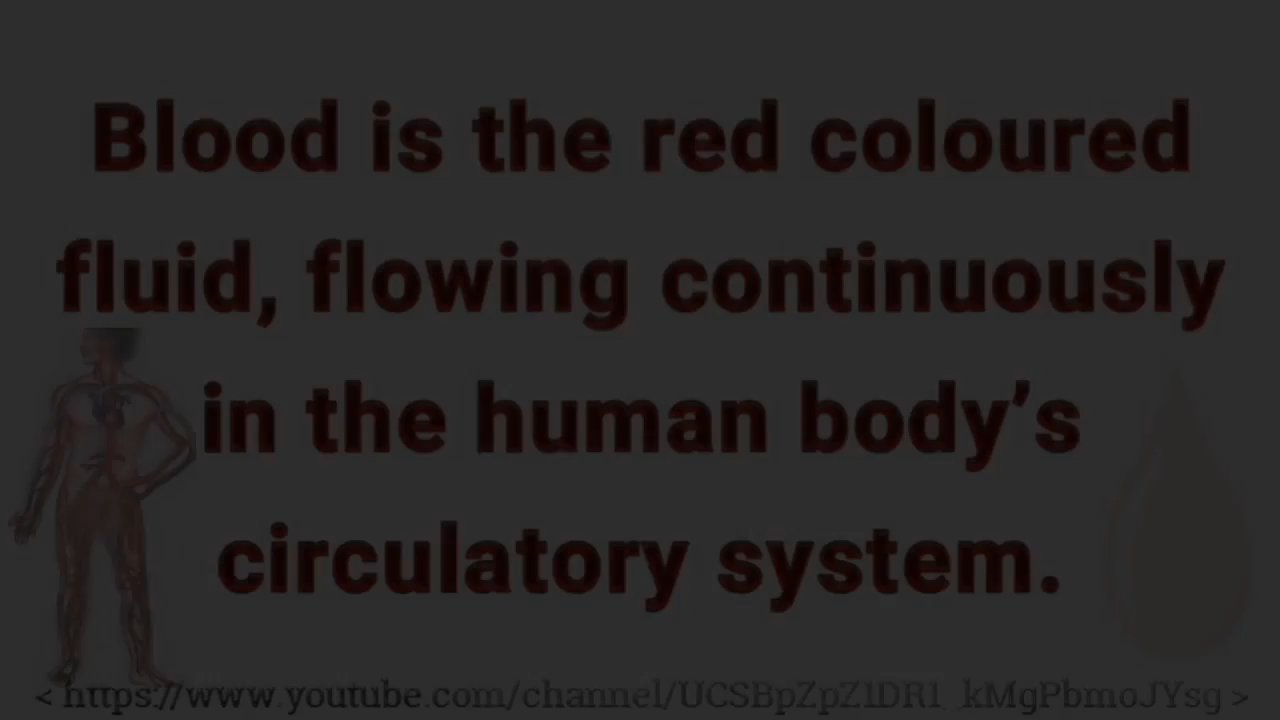 Blood is the red coloured
fluid, flowing continuously
in the human body’s
circulatory system.
< https://www.youtube.com/channel/UCSBpZpZ1DR1_kMgPbmoJYsg >